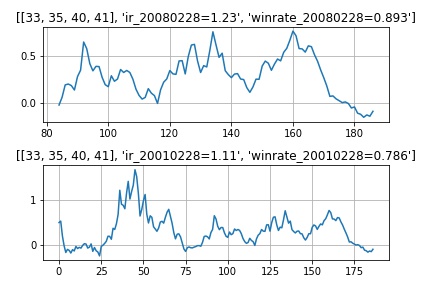 [[33, 35, 40, 41], 'ir_20080228=1.23', 'winrate_20080228=0.893']
0.5
0.0
80 100 120 140 160 180
[[33, 35, 40, 41], 'ir_20010228=1.11', 'winrate_20010228=0.786']
1
0
0 25 50 75 100 125 150 175